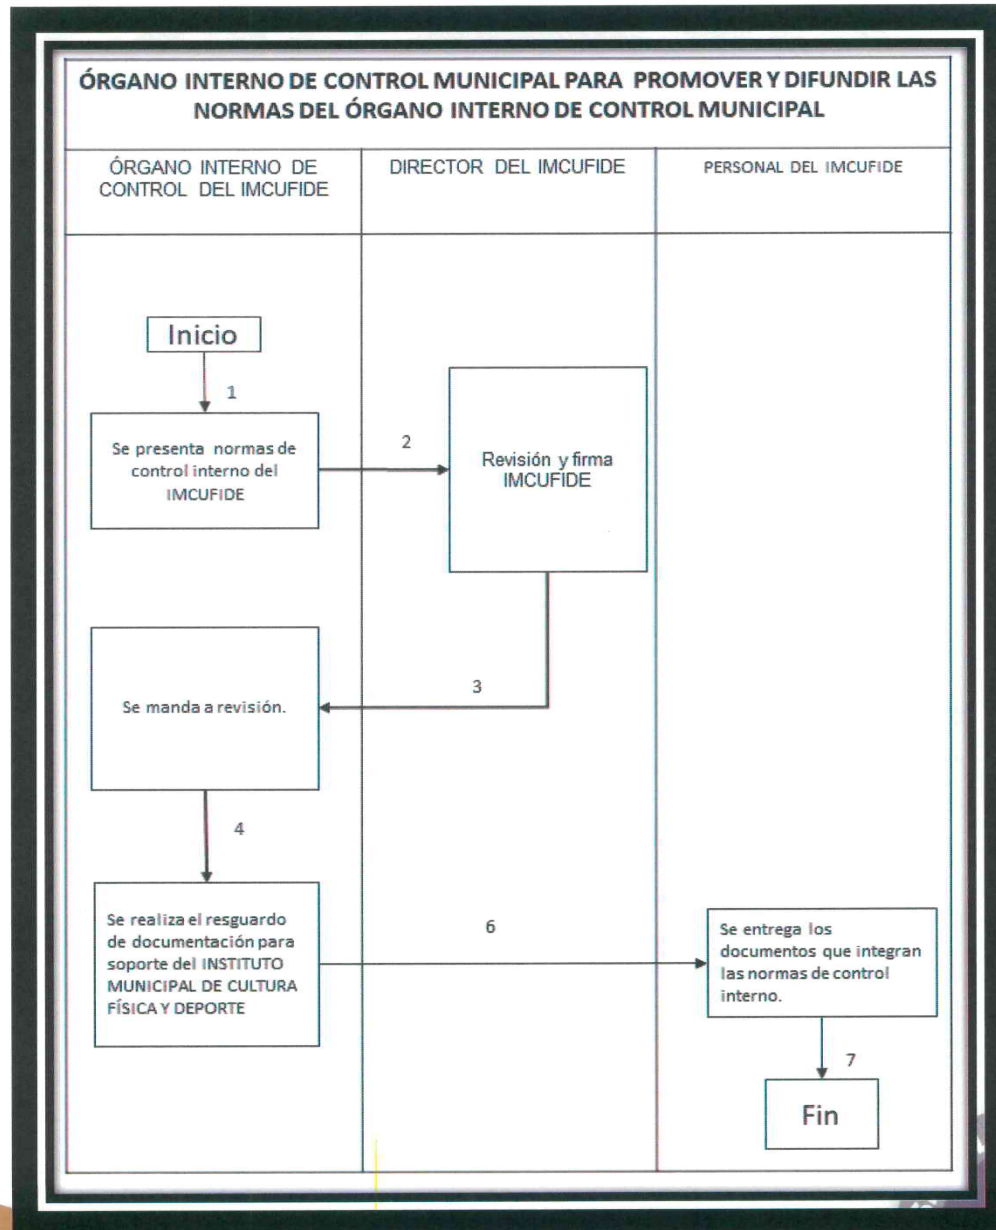 ÓRGANO INTERNO DE CONTROL MUNICIPAL PARA PROMOVER Y DIFUNDIR LAS
NORMAS DEL ÓRGANO INTERNO DE CONTROL MUNICIPAL
ÓRGANO INTERNO DE
CONTROL DEL IMCUFIDE
DIRECTOR DEL IMCUFIDE
PERSONAL DEL IMCUFIDE
Inicio
1
Se presenta normas de
control interno del
IMCUFIDE
2
Revisión y firma
IMCUFIDE
3
Se manda a revisión.
4
Se realiza el resguardo
de documentación para
soporte del INSTITUTO
MUNICIPAL DE CULTURA
FÍSICA Y DEPORTE
6
Se entrega los
documentos que integran
las normas de control
interno.
7
Fin